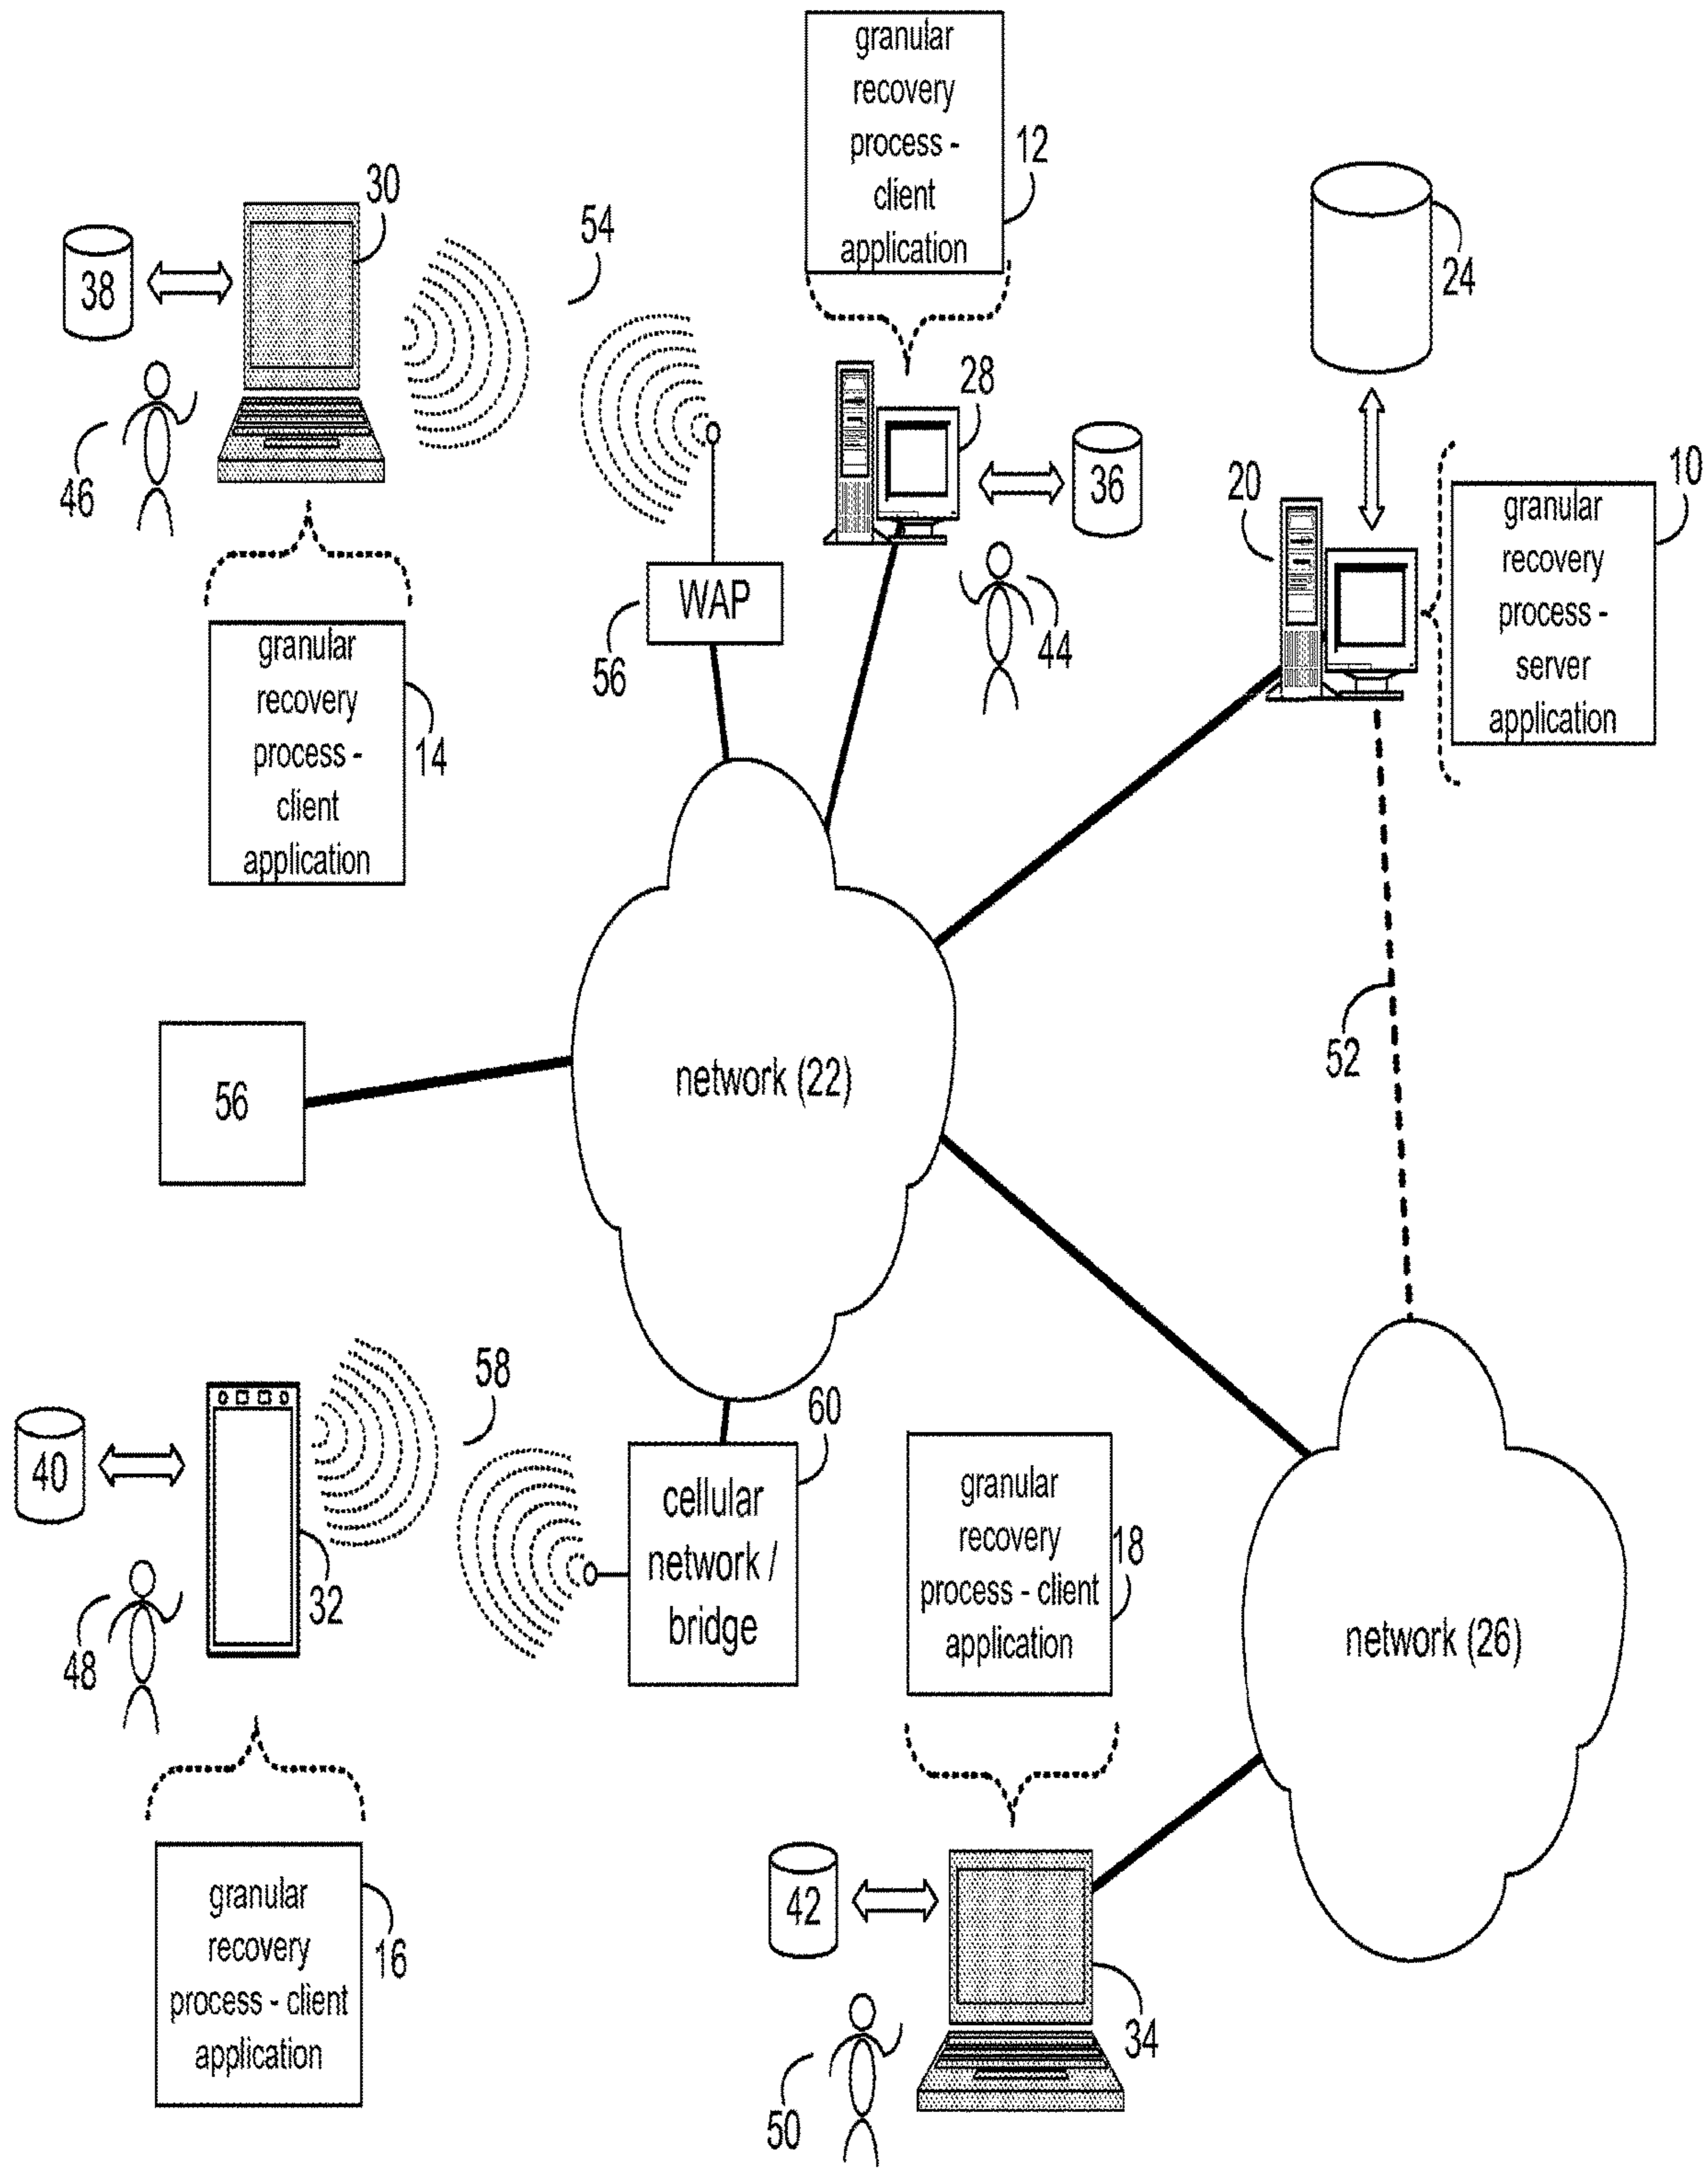 granular
recovery
process -
client
application
12
30
54
38
24
28
46
36
20
10
granular
recovery
process -
server
application
WAP
56
44
granular
recovery
process -
client
application
14
52
56
network (22)
58
60
40
32
48
cellular
network /
bridge
granular
recovery
process - client
application
18
network (26)
granular
recovery
process - client
application
16
42
34
50